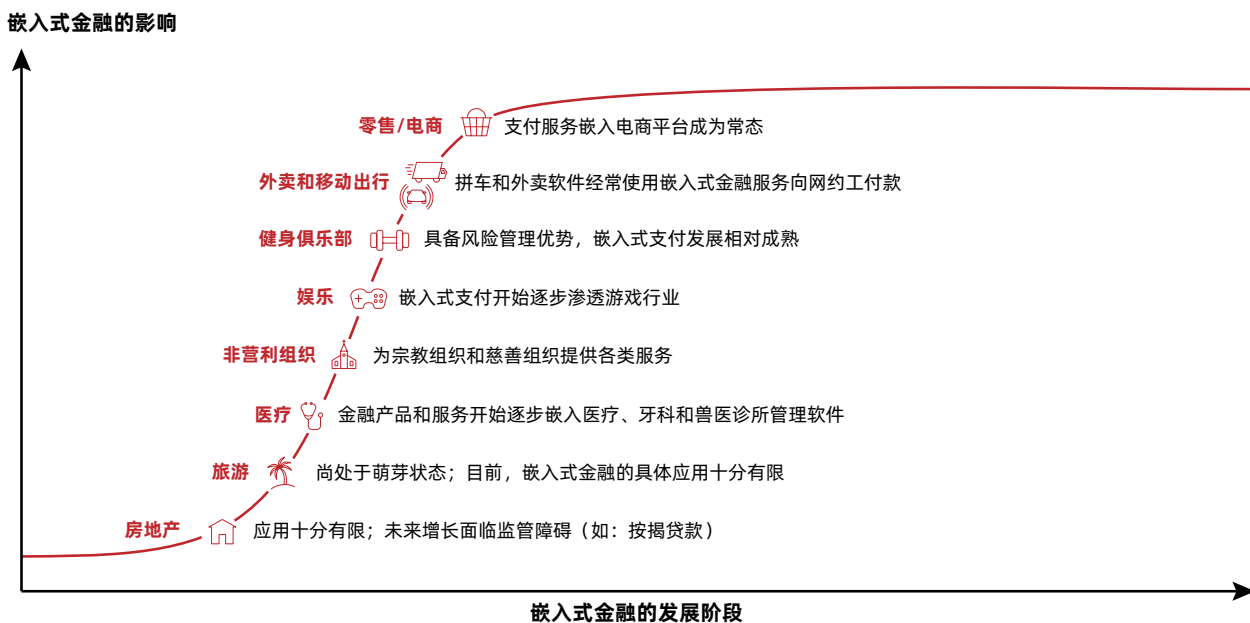 嵌入式金融的影响
零售/电商 支付服务嵌入电商平台成为常态
外卖和移动出行 拼车和外卖软件经常使用嵌入式金融服务向网约工付款
健身俱乐部 具备风险管理优势，嵌入式支付发展相对成熟
娱乐 嵌入式支付开始逐步渗透游戏行业
非营利组织 为宗教组织和慈善组织提供各类服务
医疗 金融产品和服务开始逐步嵌入医疗、牙科和兽医诊所管理软件
旅游 尚处于萌芽状态；目前，嵌入式金融的具体应用十分有限
房地产 应用十分有限；未来增长面临监管障碍（如：按揭贷款）
嵌入式金融的发展阶段